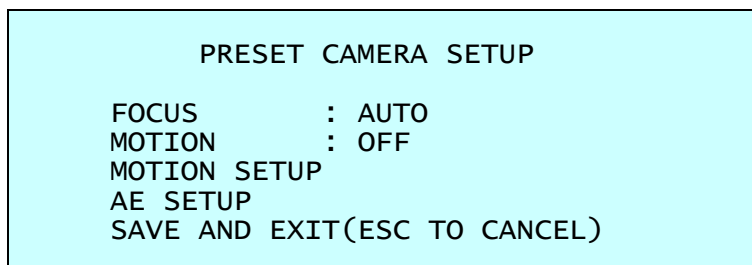 PRESET CAMERA SETUP
FOCUS : AUTO
MOTION : OFF
MOTION SETUP
AE SETUP
SAVE AND EXIT(ESC TO CANCEL)